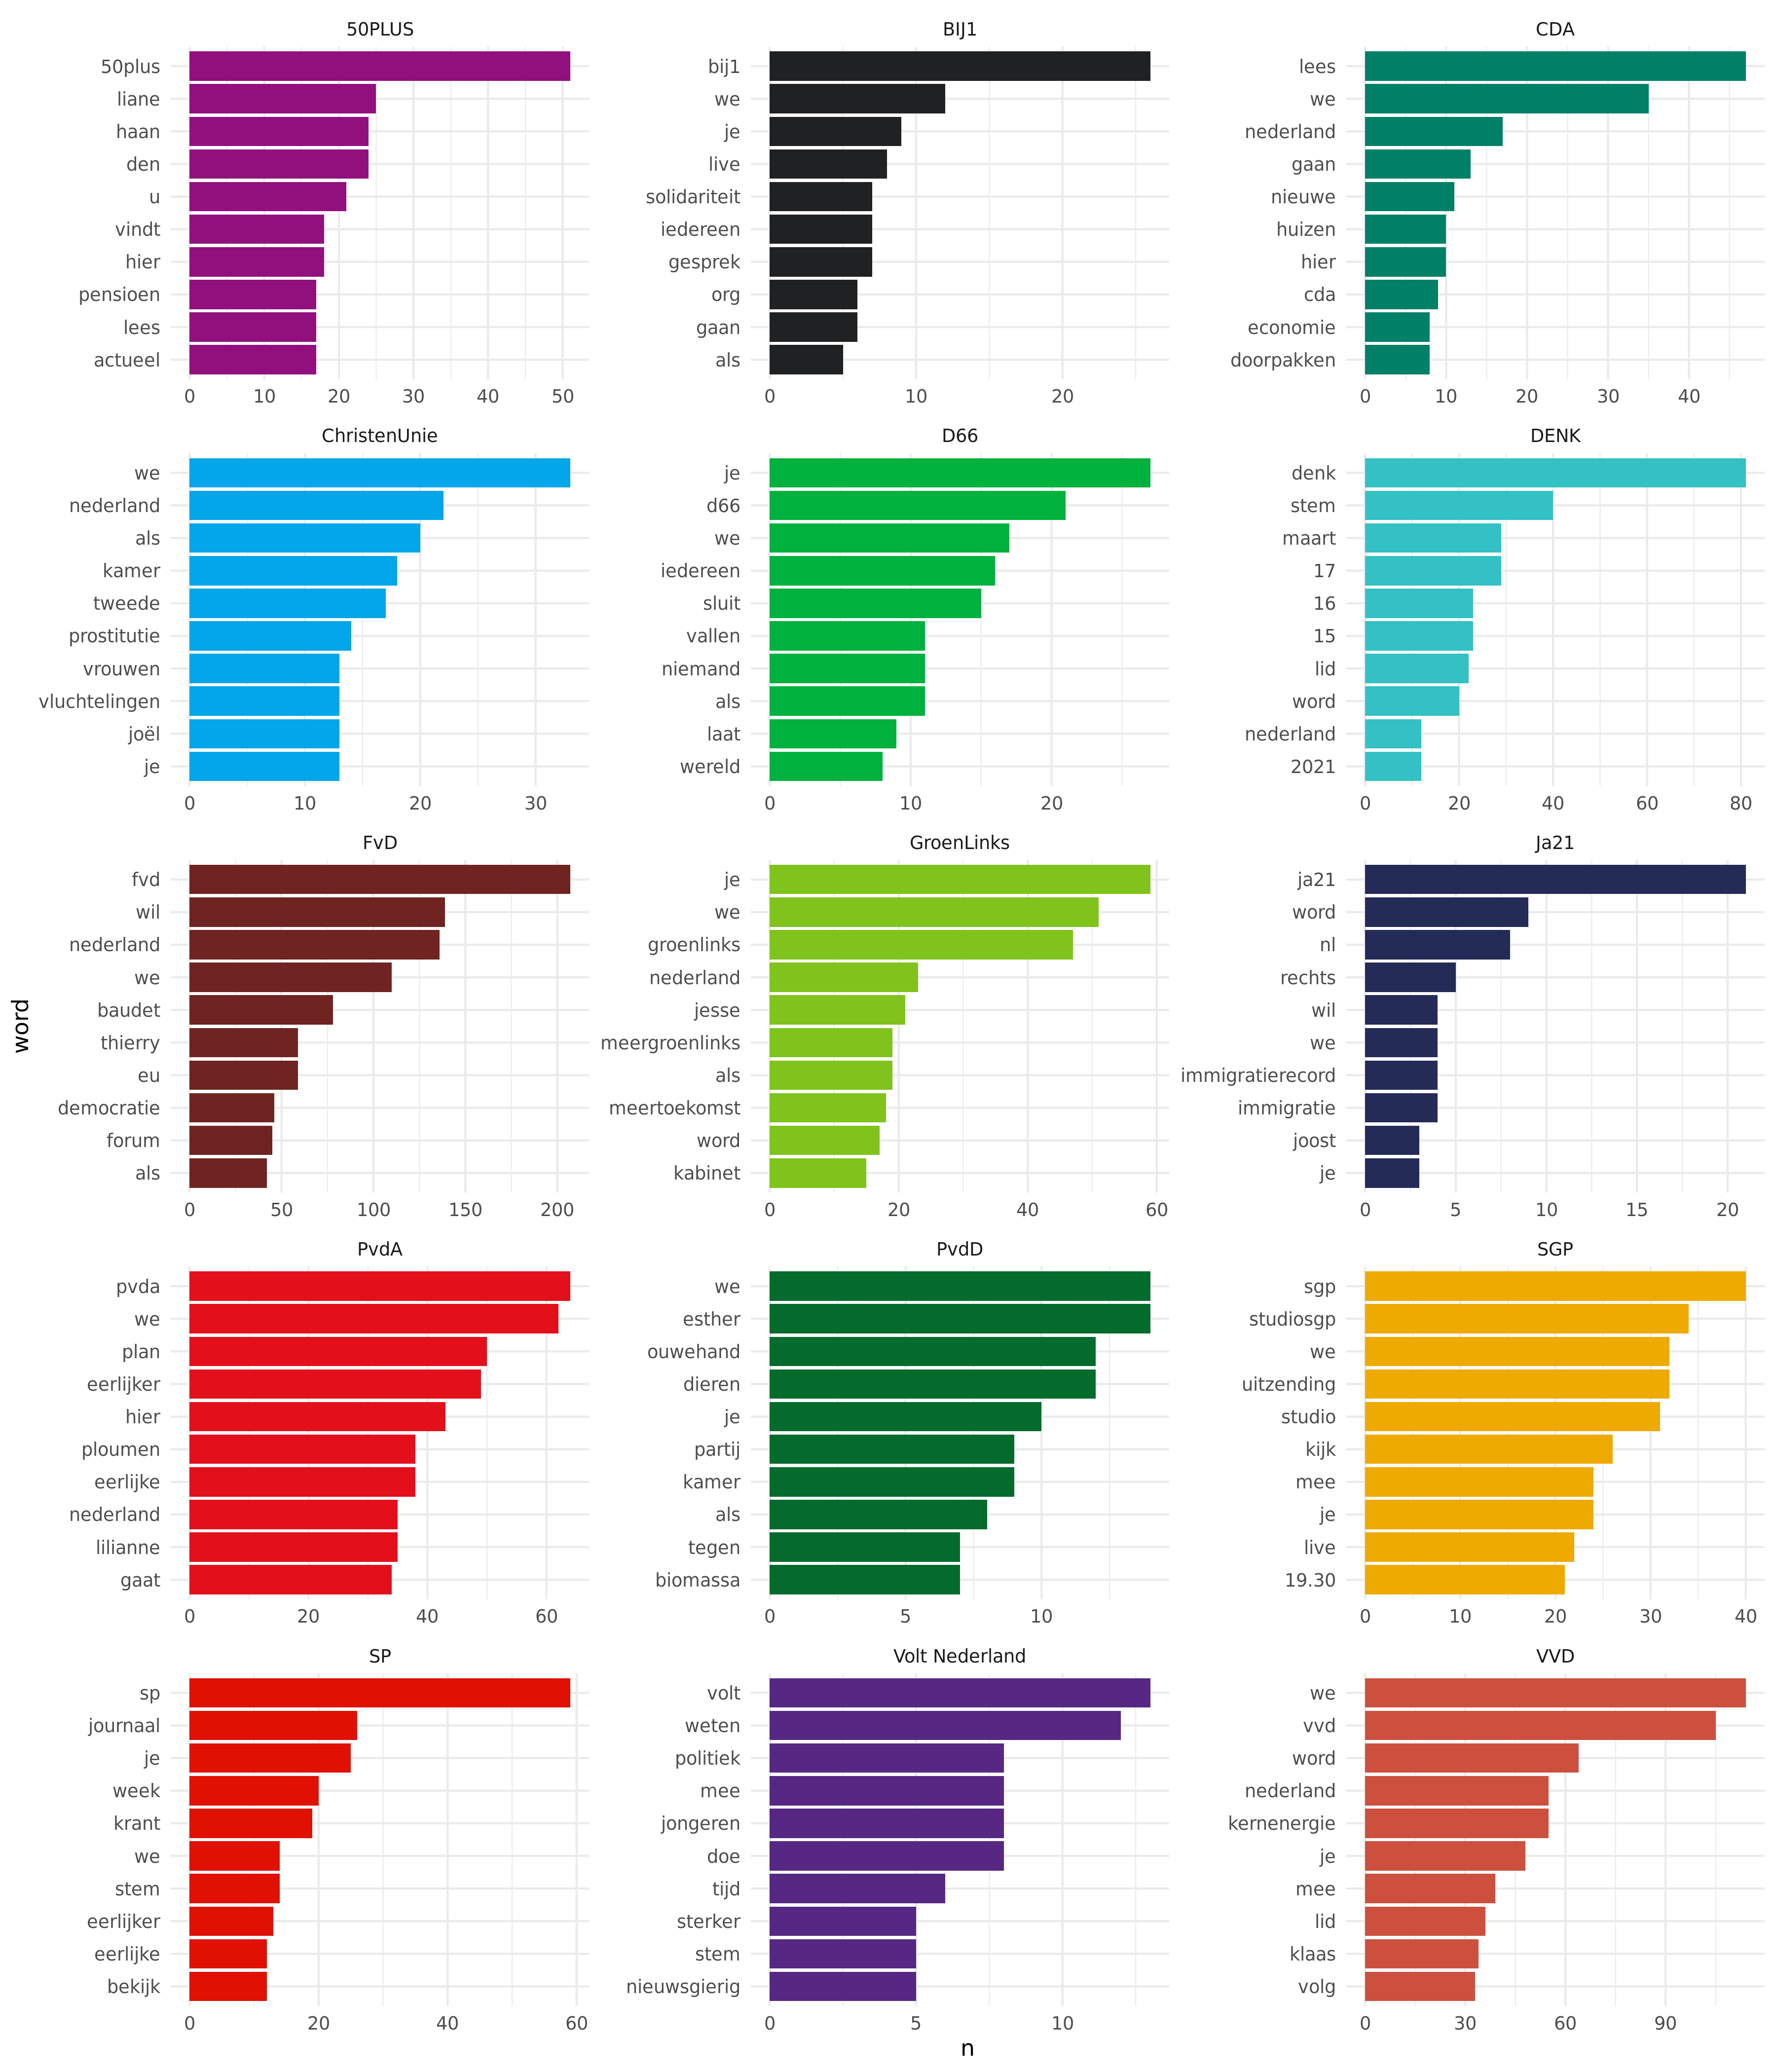 50PLUS
50plus
liane
haan
den
u
vindt
hier
pensioen
lees
actueel
0 10 20 30 40 50
BIJ1
bij1
we
je
live
solidariteit
iedereen
gesprek
org
gaan
als
0 10 20
CDA
lees
we
nederland
gaan
nieuwe
huizen
hier
cda
economie
doorpakken
0 10 20 30 40
ChristenUnie
we
nederland
als
kamer
tweede
prostitutie
vrouwen
vluchtelingen
joël
je
0 10 20 30
D66
je
d66
we
iedereen
sluit
vallen
niemand
als
laat
wereld
0 10 20
DENK
denk
stem
maart
17
16
15
lid
word
nederland
2021
0 20 40 60 80
FvD
fvd
wil
nederland
we
baudet
thierry
eu
democratie
forum
als
0 50 100 150 200
GroenLinks
je
we
groenlinks
nederland
jesse
meergroenlinks
als
meertoekomst
word
kabinet
0 20 40 60
Ja21
ja21
word
nl
rechts
wil
we
immigratierecord
immigratie
joost
je
0 5 10 15 20
PvdA
pvda
we
plan
eerlijker
hier
ploumen
eerlijke
nederland
lilianne
gaat
0 20 40 60
PvdD
we
esther
ouwehand
dieren
je
partij
kamer
als
tegen
biomassa
0 5 10
SGP
sgp
studiosgp
we
uitzending
studio
kijk
mee
je
live
19.30
0 10 20 30 40
SP
sp
journaal
je
week
krant
we
stem
eerlijker
eerlijke
bekijk
0 20 40 60
Volt Nederland
volt
weten
politiek
mee
jongeren
doe
tijd
sterker
stem
nieuwsgierig
0 5 10
VVD
we
vvd
word
nederland
kernenergie
je
mee
lid
klaas
volg
0 30 60 90
word
n